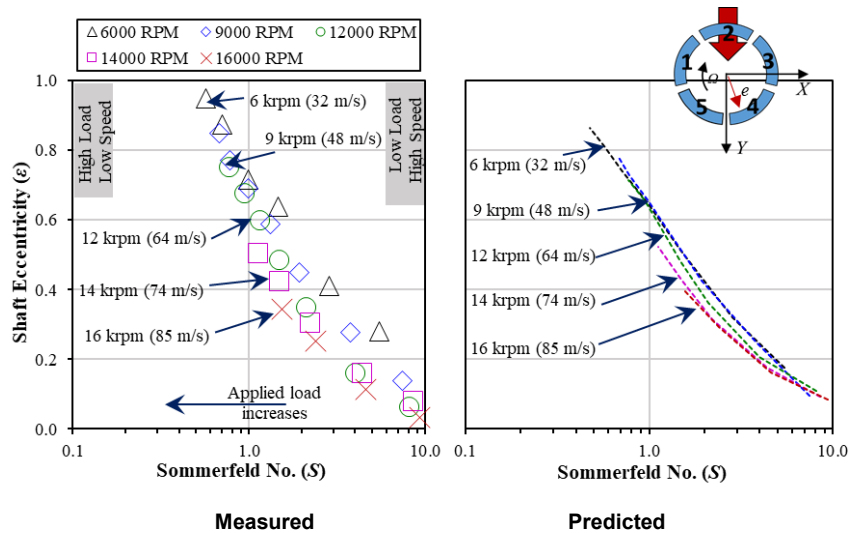 6000 RPM 9000 RPM 12000 RPM
14000 RPM 16000 RPM
1.0
0.8
0.6
0.4
0.2
0.0
Shaft Eccentricity (ε)
High Load
Low Speed
Low Load
High Speed
6 krpm (32 m/s)
9 krpm (48 m/s)
12 krpm (64 m/s)
14 krpm (74 m/s)
16 krpm (85 m/s)
Applied load
increases
0.1 1.0 10.0
Sommerfeld No. (S)
Measured
1
2
3
4
5
Ω
e
X
Y
6 krpm (32 m/s)
9 krpm (48 m/s)
12 krpm (64 m/s)
14 krpm (74 m/s)
16 krpm (85 m/s)
0.1 1.0 10.0
Sommerfeld No. (S)
Predicted